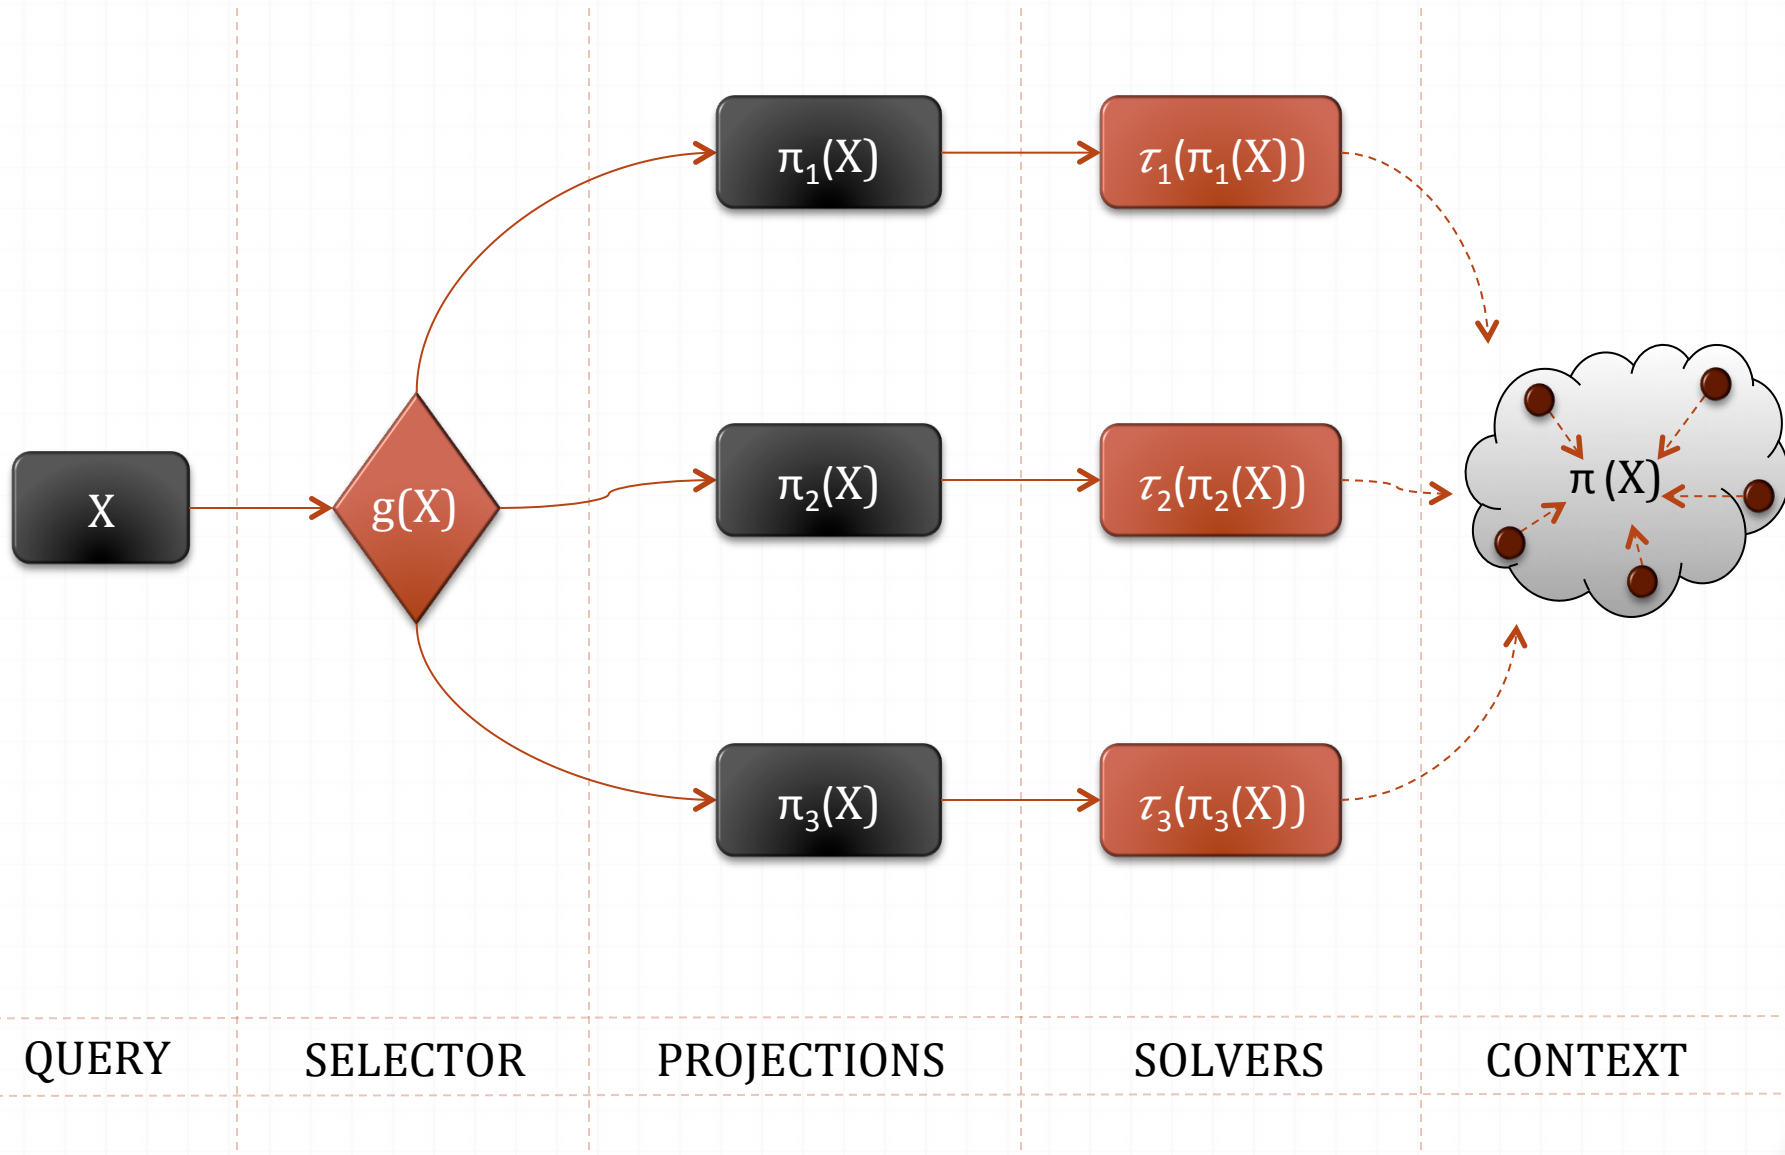 X
g(X)
π₁(X)
π₂(X)
π₃(X)
τ₁(π₁(X))
τ₂(π₂(X))
τ₃(π₃(X))
π (X)
QUERY
SELECTOR
PROJECTIONS
SOLVERS
CONTEXT